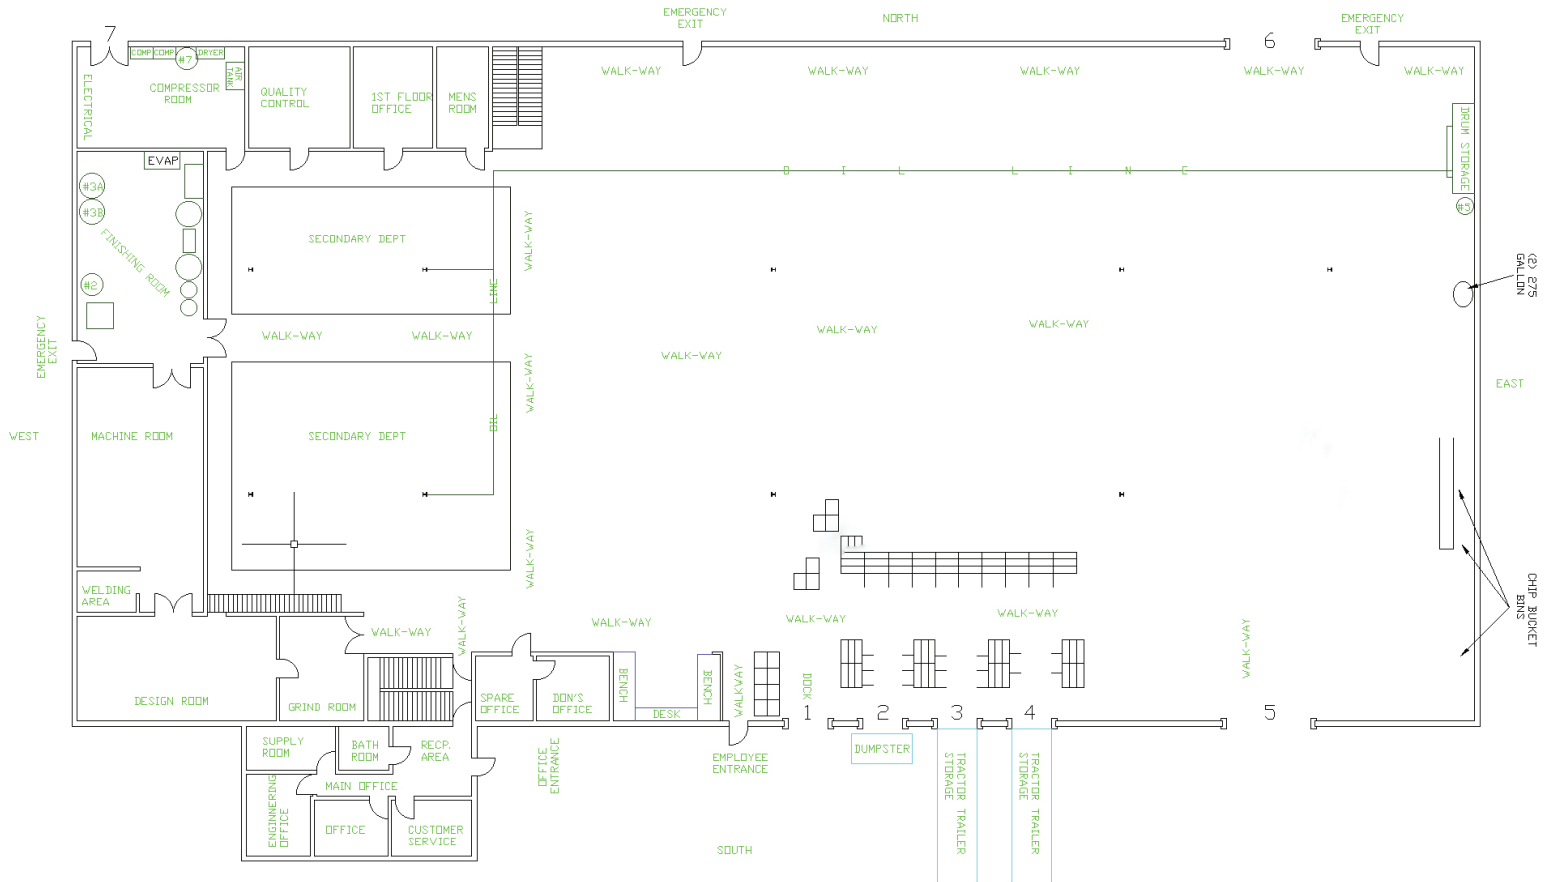 EMERGENCY
EXIT
NORTH
EMERGENCY
EXIT
7
6
COMP
COMP
#7
DRYER
AIR
TANK
ELECTRICAL
COMPRESSOR
ROOM
QUALITY
CONTROL
1ST FLOOR
OFFICE
MENS
ROOM
WALK-WAY
WALK-WAY
WALK-WAY
WALK-WAY
WALK-WAY
DRUM STORAGE
EVAP
#3A
#3B
FINISHING ROOM
#2
OIL LINE
#5
SECONDARY DEPT
WALK-WAY
LINE
(2) 275
GALLON
EMERGENCY
EXIT
WALK-WAY
WALK-WAY
WALK-WAY
WALK-WAY
WALK-WAY
WALK-WAY
EAST
WEST
MACHINE ROOM
SECONDARY DEPT
OIL
WALK-WAY
WELDING
AREA
CHIP BUCKET
BINS
WALK-WAY
WALK-WAY
WALK-WAY
WALK-WAY
WALK-WAY
WALK-WAY
DESIGN ROOM
GRIND ROOM
SPARE
OFFICE
DON'S
OFFICE
BENCH
DESK
BENCH
WALKWAY
DOCK
1
2
3
4
5
SUPPLY
ROOM
BATH
ROOM
RECP.
AREA
OFFICE
ENTRANCE
EMPLOYEE
ENTRANCE
DUMPSTER
TRACTOR TRAILER
STORAGE
TRACTOR TRAILER
STORAGE
MAIN OFFICE
ENGINNERING
OFFICE
OFFICE
CUSTOMER
SERVICE
SOUTH